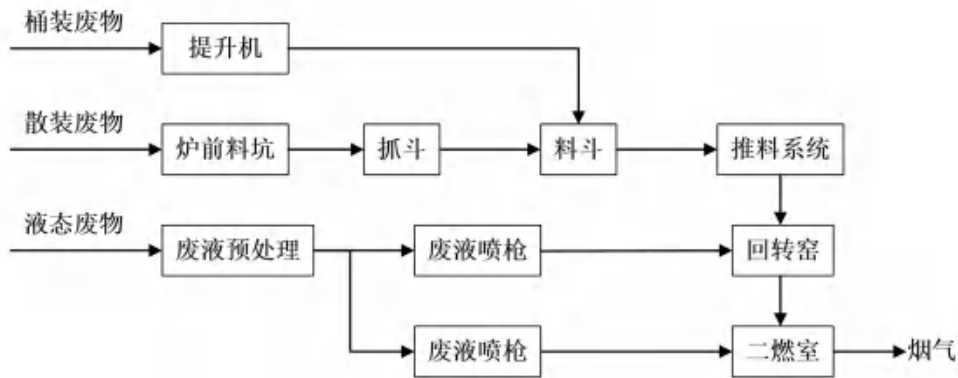 桶装废物
提升机
散装废物
炉前料坑
抓斗
料斗
推料系统
液态废物
废液预处理
废液喷枪
回转窑
废液喷枪
二燃室
烟气